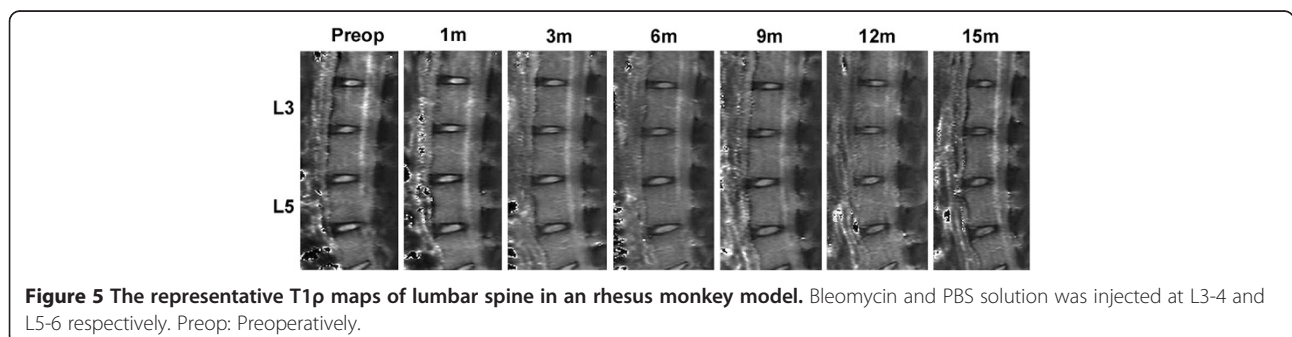 Preop 1m 3m 6m 9m 12m 15m
L3
L5
Figure 5 The representative T1ρ maps of lumbar spine in an rhesus monkey model. Bleomycin and PBS solution was injected at L3-4 and
L5-6 respectively. Preop: Preoperatively.